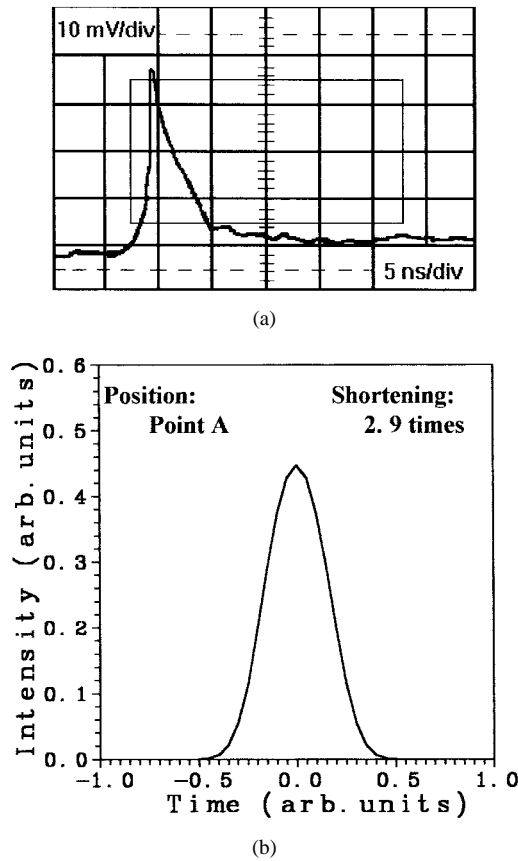 10 mV/div
5 ns/div
(a)
Intensity (arb.units)
0.6
0.5
0.4
0.3
0.2
0.1
0.0
Position:
Point A
Shortening:
2. 9 times
−1.0 −0.5 0.0 0.5 1.0
Time (arb.units)
(b)